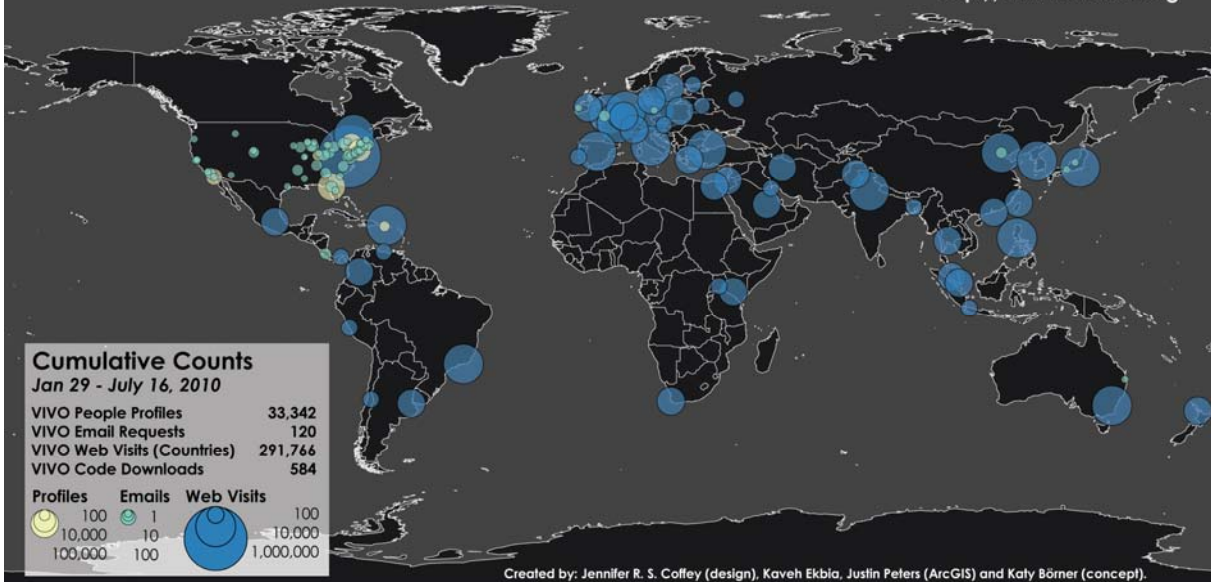 Cumulative Counts
Jan 29 - July 16, 2010
VIVO People Profiles 33,342
VIVO Email Requests 120
VIVO Web Visits (Countries) 291,766
VIVO Code Downloads 584
Profiles Emails Web Visits
100 1 100
10,000 10 10,000
100,000 100 1,000,000
Created by: Jennifer R. S. Coffey (design), Kaveh Ekbia, Justin Peters (ArcGIS) and Katy Börner (concept).